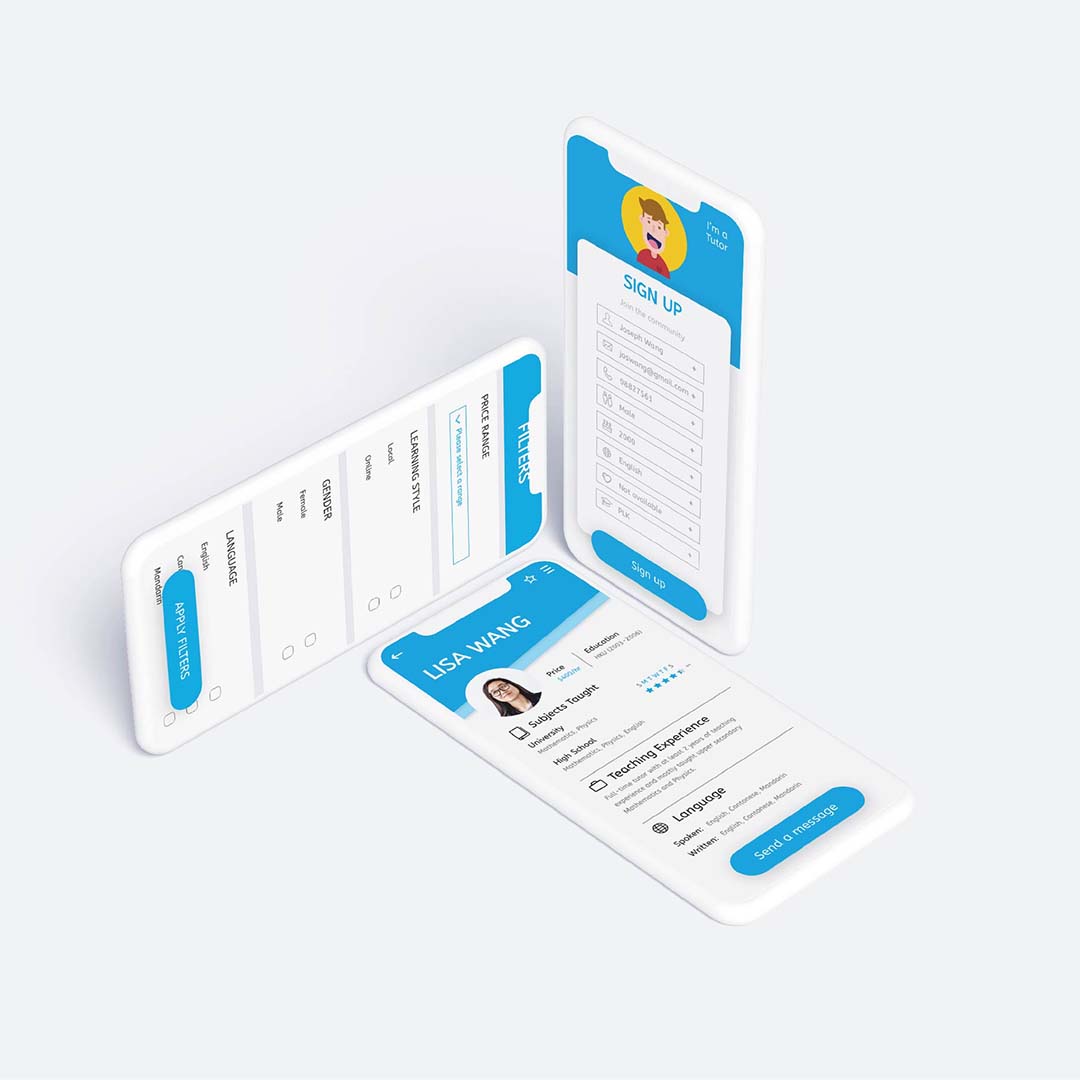 I'm a
Tutor
SIGN UP
Join the community
Joseph Wang
joswang@gmail.com
98827561
Male
2000
English
Not available
PLK
Sign up
FILTERS
PRICE RANGE
Please select a range
LEARNING STYLE
Local
Online
GENDER
Female
Male
LANGUAGE
English
Can
Mandarin
APPLY FILTERS
LISA WANG
Price
$400/hr
Education
HKU (2003-2006)
S M T W T F S
Subjects Taught
University
Mathematics, Physics
High School
Mathematics, Physics, English
Teaching Experience
Full-time tutor with at least 7 years of teaching
experience and mostly taught upper secondary
Mathematics and Physics.
Language
Spoken: English, Cantonese, Mandarin
Written: English, Cantonese, Mandarin
Send a message